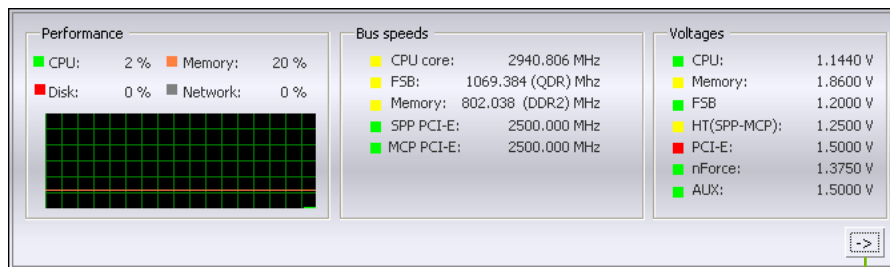 Performance
CPU: 2 % Memory: 20 %
Disk: 0 % Network: 0 %
Bus speeds
CPU core: 2940.806 MHz
FSB: 1069.384 (QDR) Mhz
Memory: 802.038 (DDR2) MHz
SPP PCI-E: 2500.000 MHz
MCP PCI-E: 2500.000 MHz
Voltages
CPU: 1.1440 V
Memory: 1.8600 V
FSB 1.2000 V
HT(SPP-MCP): 1.2500 V
PCI-E: 1.5000 V
nForce: 1.3750 V
AUX: 1.5000 V
->